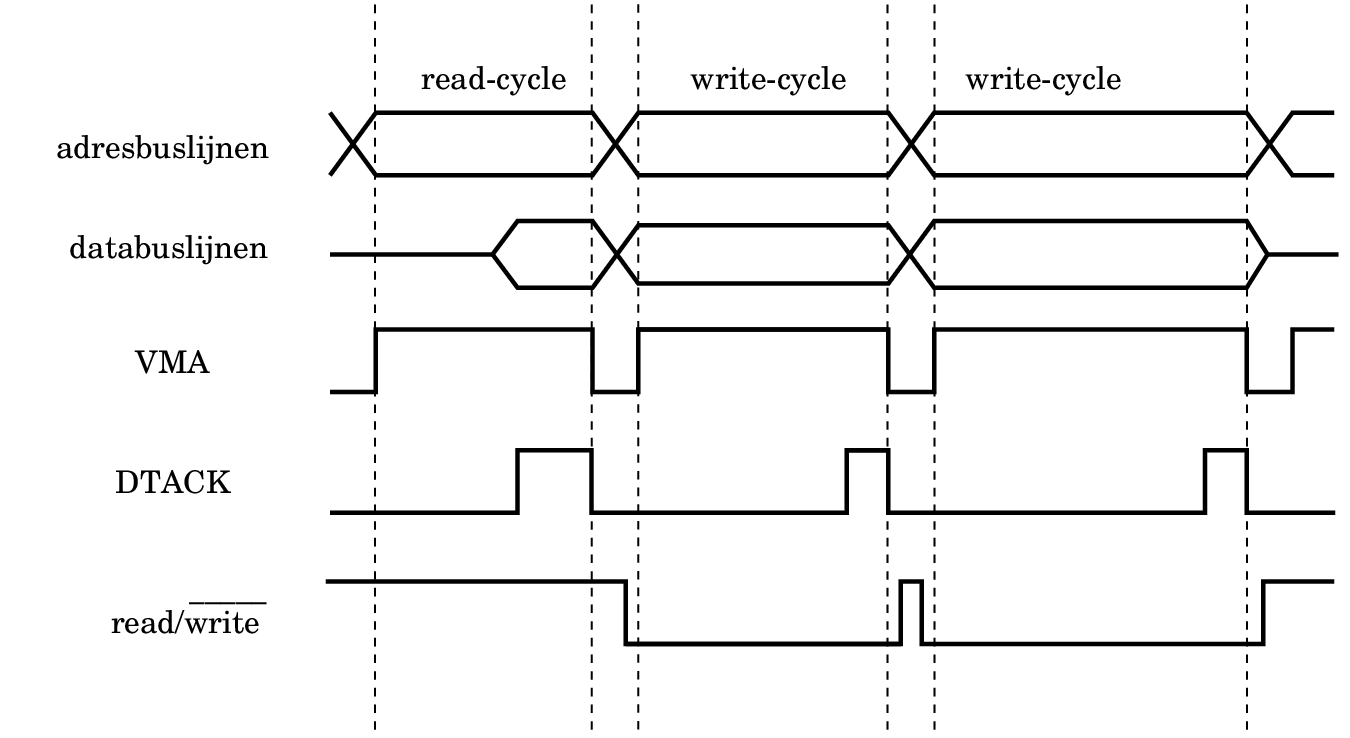 read-cycle write-cycle write-cycle
adresbuslijnen
databuslijnen
VMA
DTACK
read/write